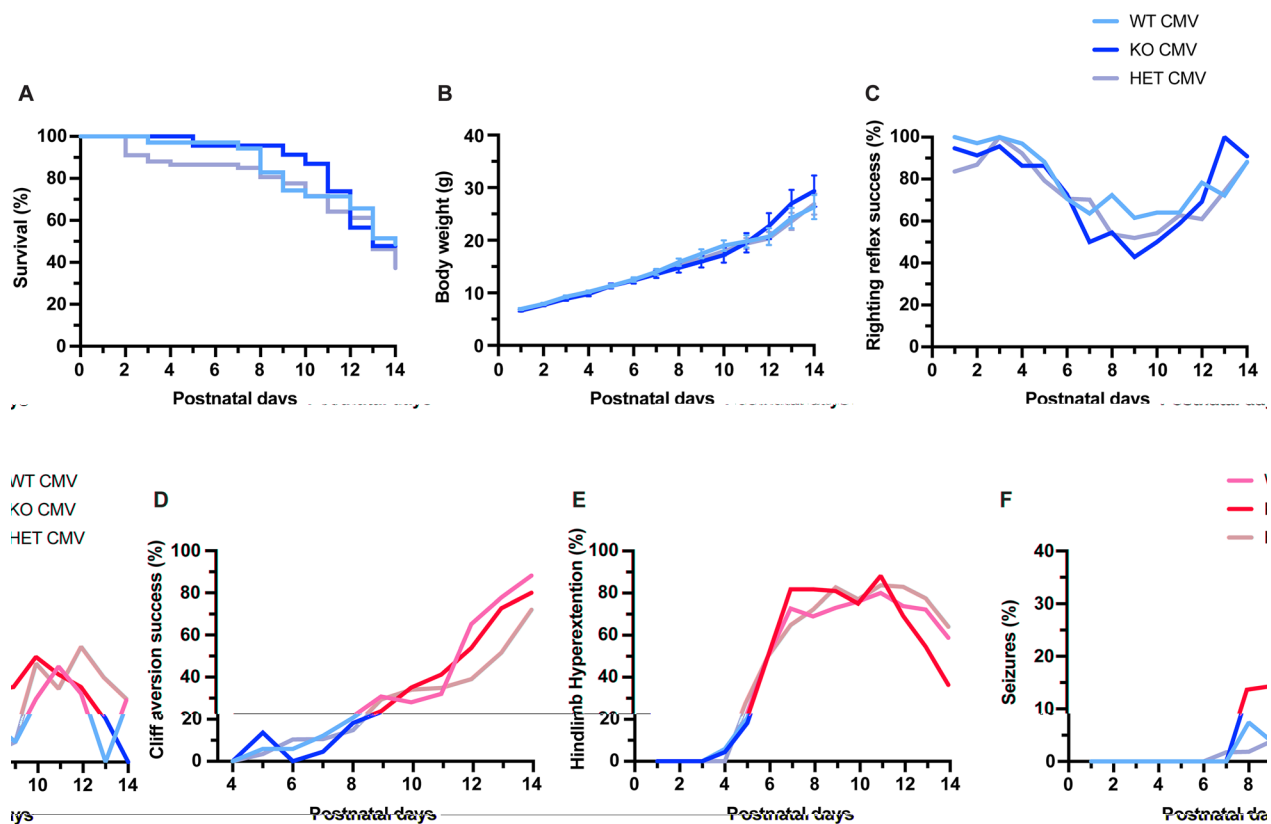 WT CMV
KO CMV
HET CMV
A
B
C
Survival (%)
100
80
60
40
20
0
0 2 4 6 8 10 12 14
Postnatal days
Body weight (g)
40
30
20
10
0
0 2 4 6 8 10 12 14
Postnatal days
Righting reflex success (%)
100
80
60
40
20
0
0 2 4 6 8 10 12 14
Postnatal days
WT CMV
KO CMV
HET CMV
10 12 14
D
E
F
Cliff aversion success (%)
100
80
60
40
20
0
4 6 8 10 12 14
Postnatal days
Hindlimb Hyperextention (%)
100
80
60
40
20
0
0 2 4 6 8 10 12 14
Postnatal days
Seizures (%)
40
30
20
10
0
0 2 4 6 8